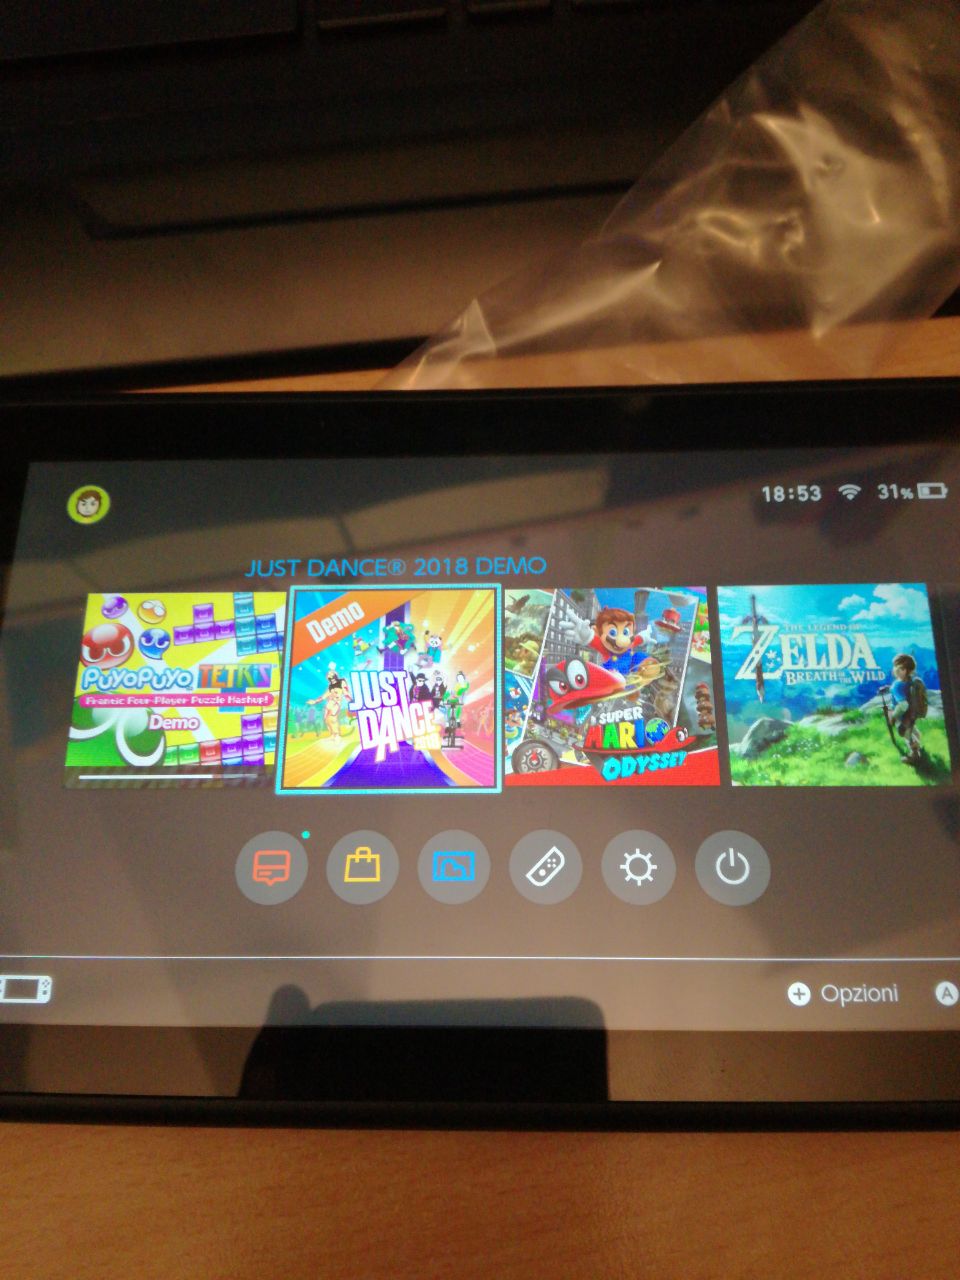 18:53 31%
JUST DANCE® 2018 DEMO
PUYOPUYO TETRIS
Frantic Four-Player Puzzle Mashup!
Demo
Demo
JUST
DANCE
2018
SUPER
MARIO
ODYSSEY
THE LEGEND OF
ZELDA
BREATH OF THE WILD
+ Opzioni A